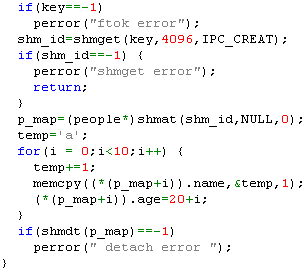 if(key==-1)
perror("ftok error");
shm_id=shmget(key,4096,IPC_CREAT);
if(shm_id==-1) {
perror("shmget error");
return;
}
p_map=(people*)shmat(shm_id,NULL,0);
temp='a';
for(i = 0;i<10;i++) {
temp+=1;
memcpy((*(p_map+i)).name,&temp,1);
(*(p_map+i)).age=20+i;
}
if(shmdt(p_map)==-1)
perror(" detach error ");
}